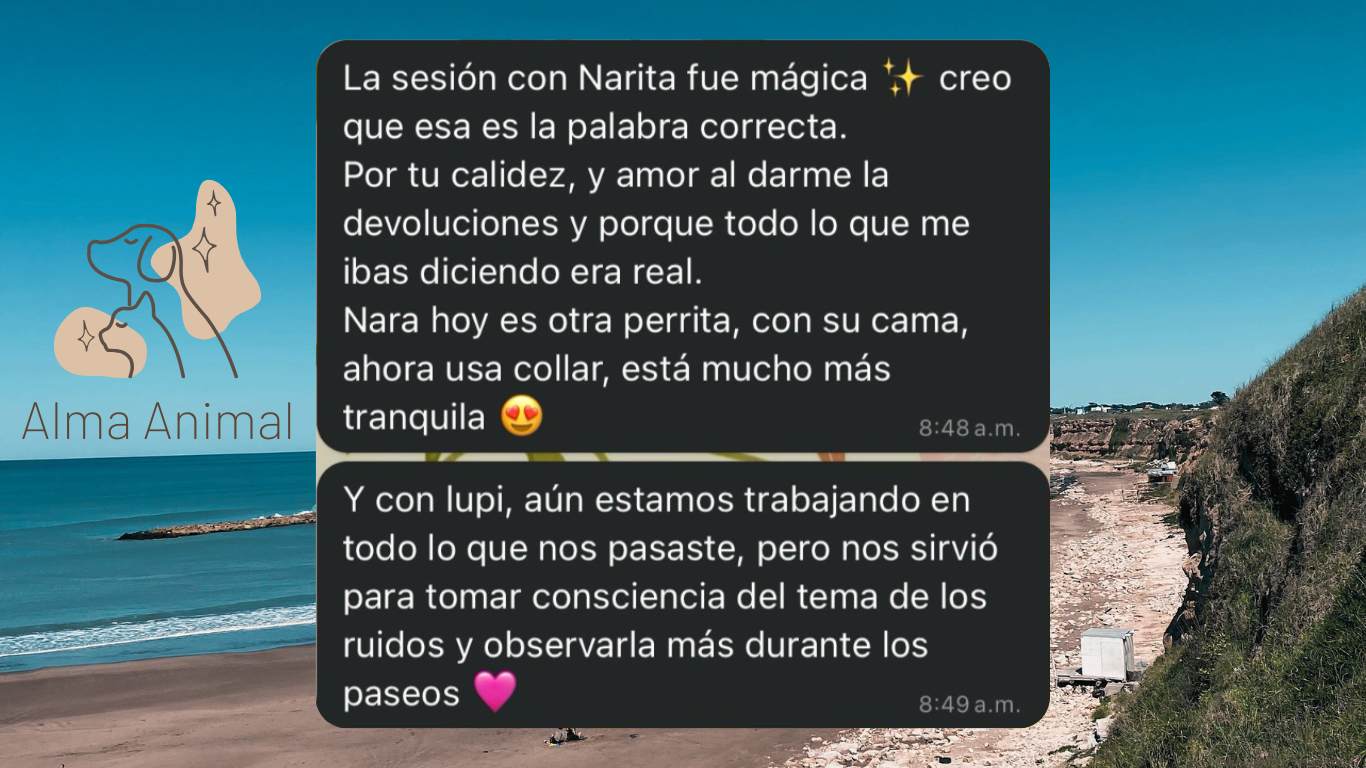 Alma Animal
La sesión con Narita fue mágica ✨ creo
que esa es la palabra correcta.
Por tu calidez, y amor al darme la
devoluciones y porque todo lo que me
ibas diciendo era real.
Nara hoy es otra perrita, con su cama,
ahora usa collar, está mucho más
tranquila 😍
8:48 a.m.
Y con lupi, aún estamos trabajando en
todo lo que nos pasaste, pero nos sirvió
para tomar consciencia del tema de los
ruidos y observarla más durante los
paseos 🩷
8:49 a.m.